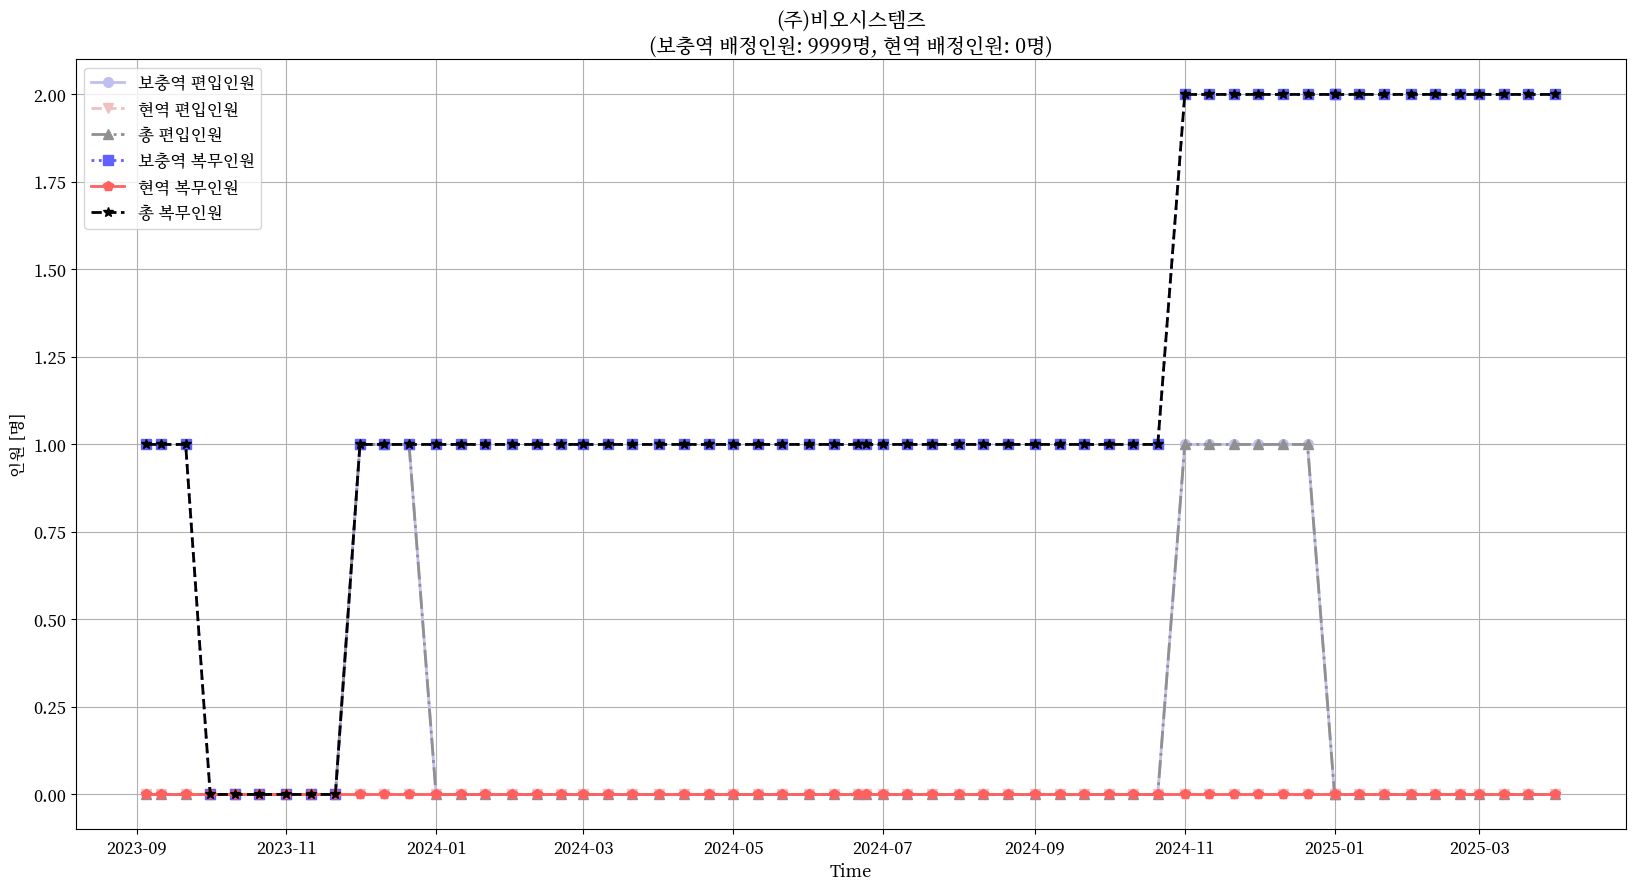 (주)비오시스템즈
(보충역 배정인원: 9999명, 현역 배정인원: 0명)
보충역 편입인원
현역 편입인원
총 편입인원
보충역 복무인원
현역 복무인원
총 복무인원
인원 [명]
2.00
1.75
1.50
1.25
1.00
0.75
0.50
0.25
0.00
2023-09 2023-11 2024-01 2024-03 2024-05 2024-07 2024-09 2024-11 2025-01 2025-03
Time